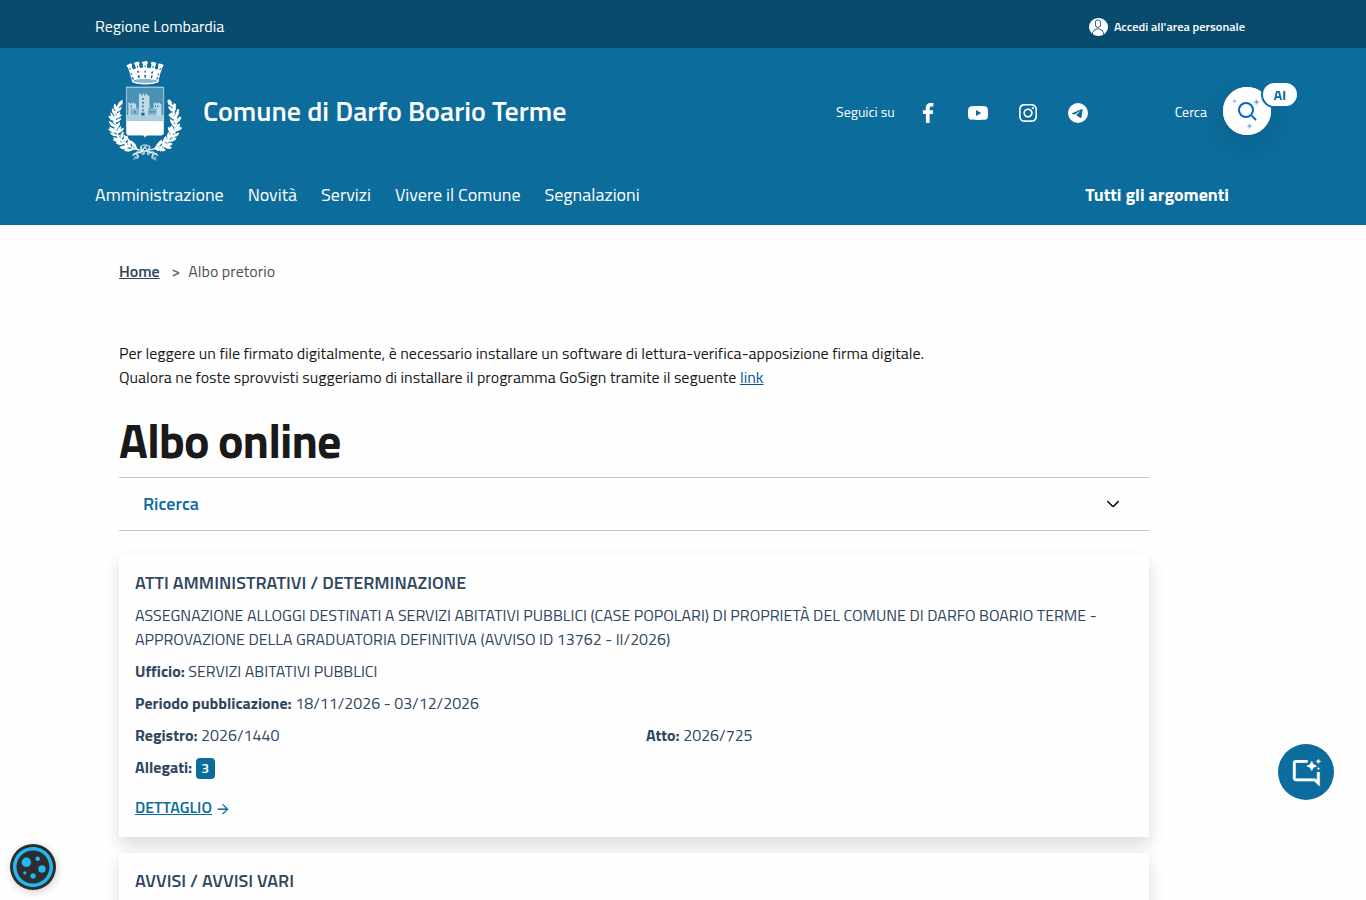 Regione Lombardia
Accedi all'area personale
Comune di Darfo Boario Terme
Seguici su
Cerca
AI
Amministrazione Novità Servizi Vivere il Comune Segnalazioni
Tutti gli argomenti
Home > Albo pretorio
Per leggere un file firmato digitalmente, è necessario installare un software di lettura-verifica-apposizione firma digitale.
Qualora ne foste sprovvisti suggeriamo di installare il programma GoSign tramite il seguente link
Albo online
Ricerca
ATTI AMMINISTRATIVI / DETERMINAZIONE
ASSEGNAZIONE ALLOGGI DESTINATI A SERVIZI ABITATIVI PUBBLICI (CASE POPOLARI) DI PROPRIETÀ DEL COMUNE DI DARFO BOARIO TERME -
APPROVAZIONE DELLA GRADUATORIA DEFINITIVA (AVVISO ID 13762 - II/2026)
Ufficio: SERVIZI ABITATIVI PUBBLICI
Periodo pubblicazione: 18/11/2026 - 03/12/2026
Registro: 2026/1440 Atto: 2026/725
Allegati: 3
DETTAGLIO
AVVISI / AVVISI VARI